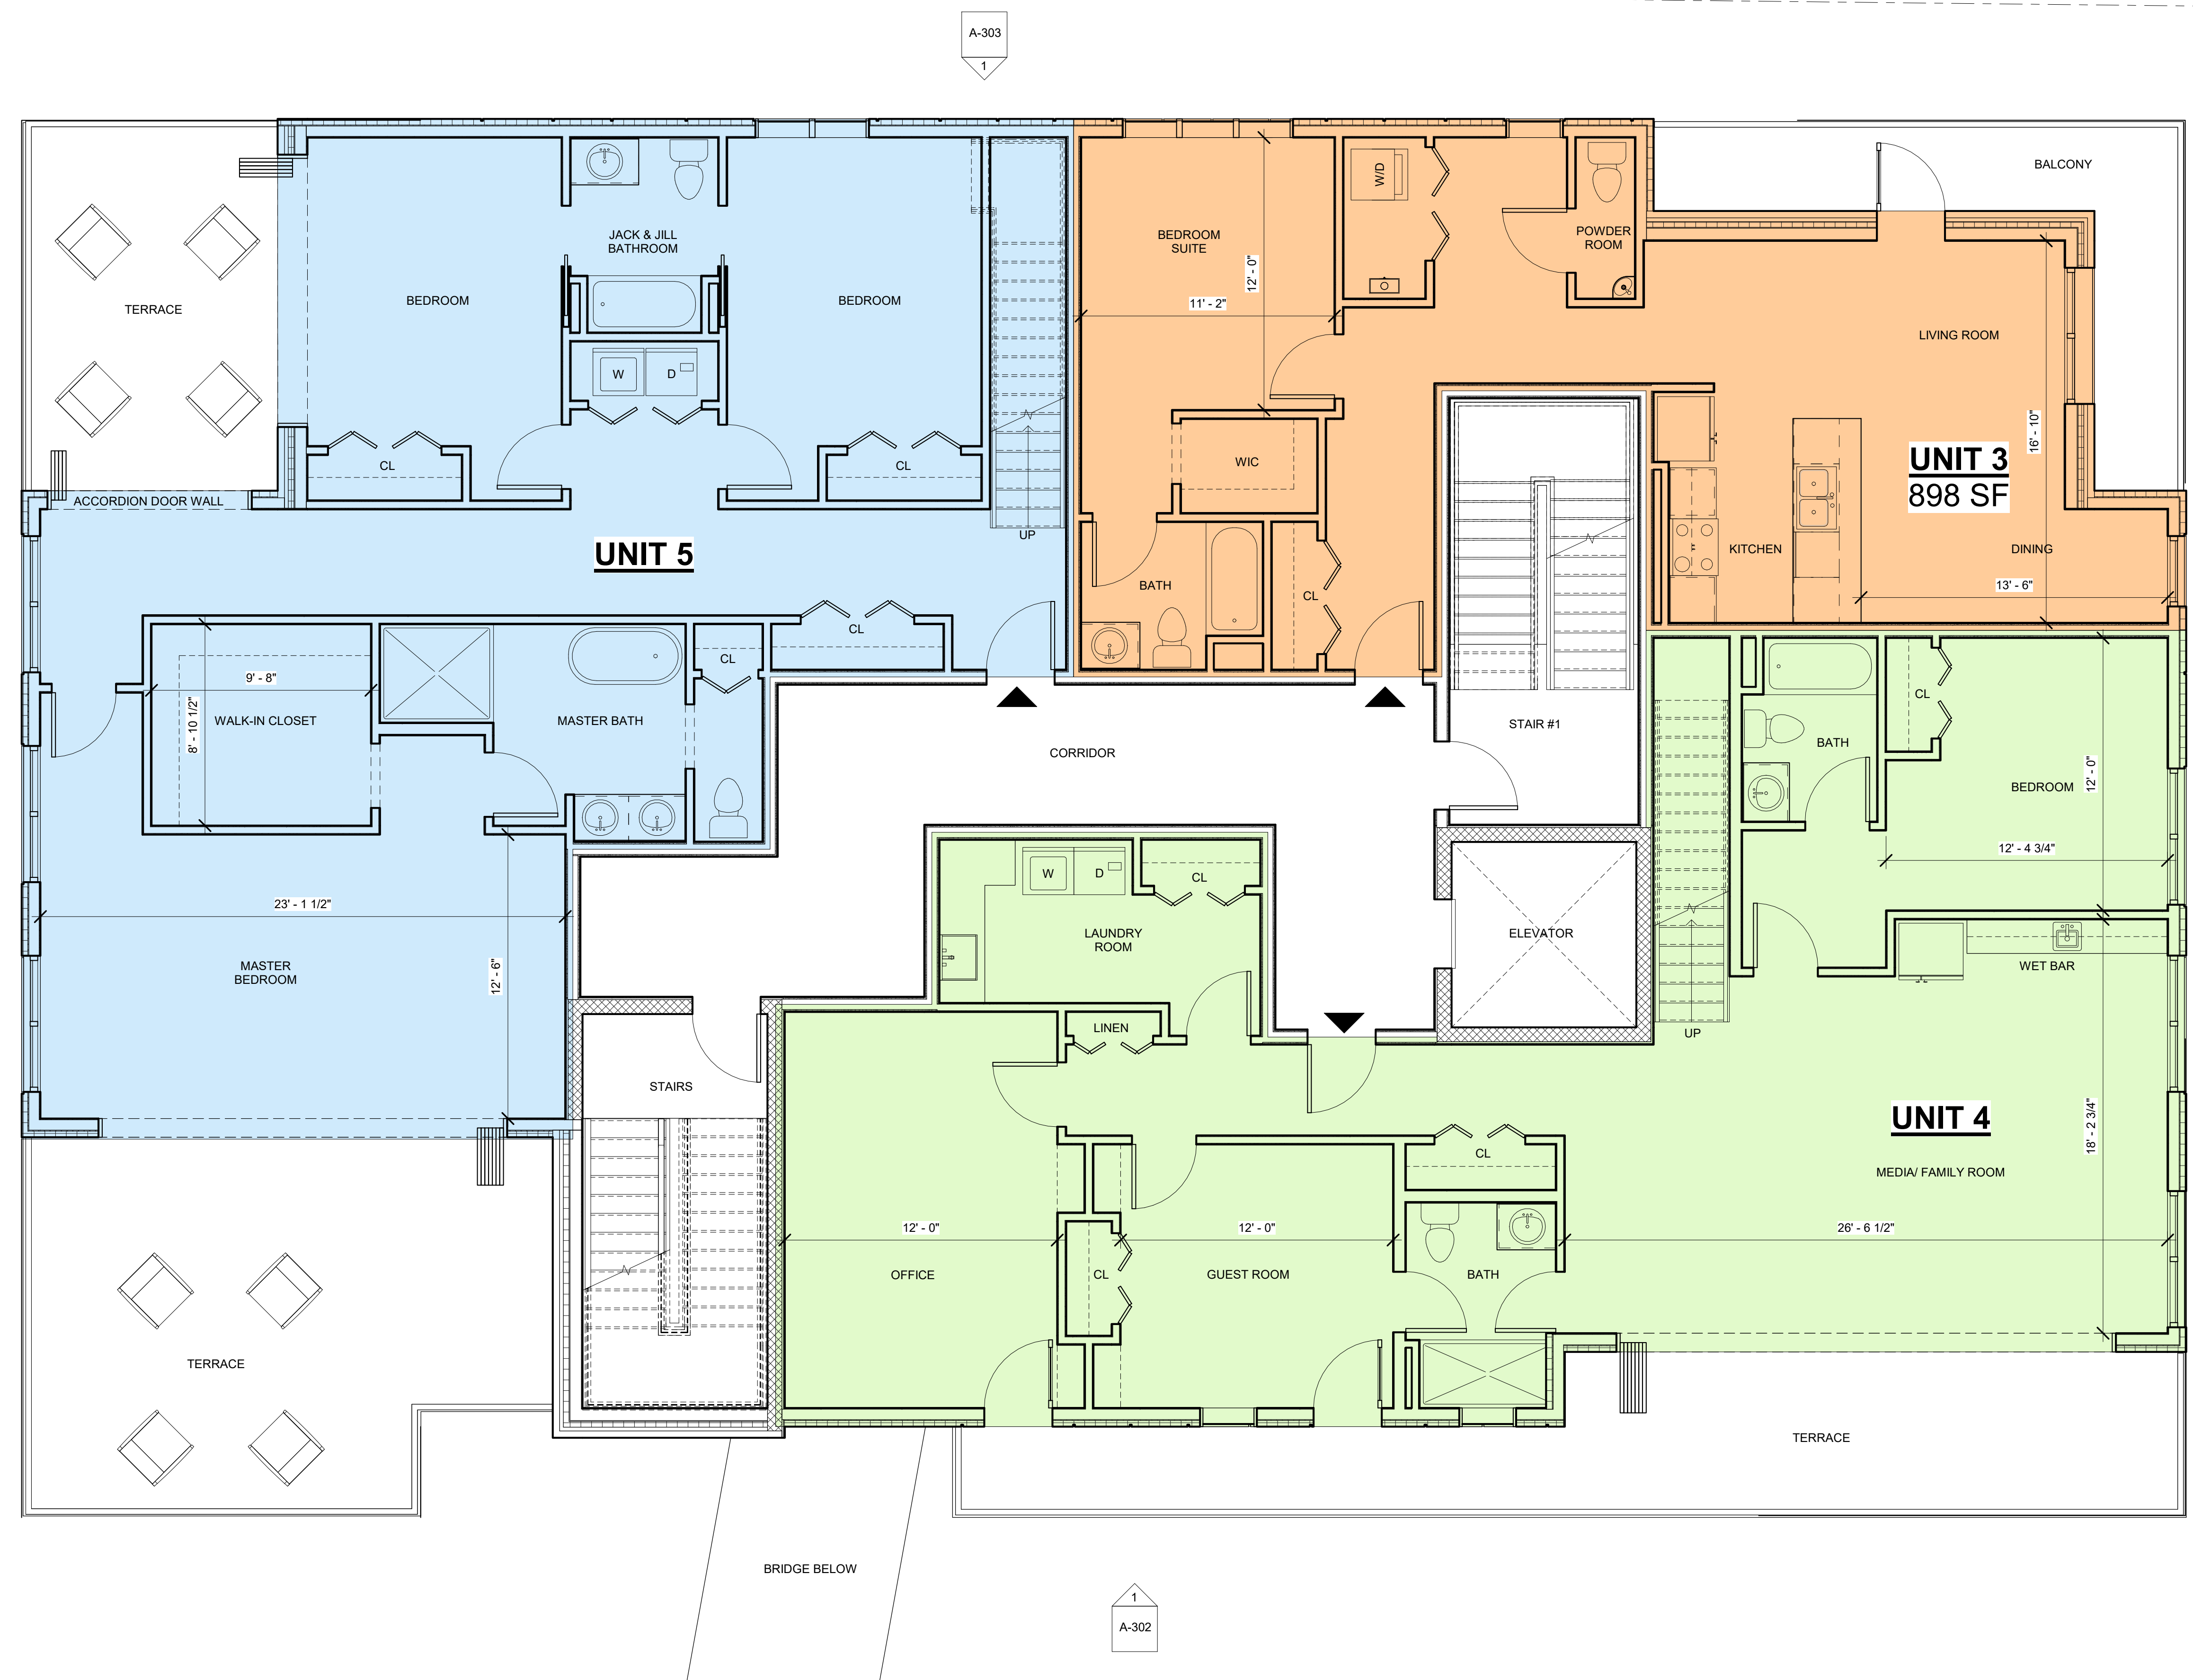 A-303
1
BALCONY
TERRACE
BEDROOM
JACK & JILL
BATHROOM
BEDROOM
W
D
CL
CL
ACCORDION DOOR WALL
UNIT 5
UP
CL
CL
9' - 8"
8' - 10 1/2"
WALK-IN CLOSET
MASTER BATH
23' - 1 1/2"
12' - 6"
MASTER
BEDROOM
TERRACE
BEDROOM
SUITE
12' - 0"
11' - 2"
W/D
POWDER
ROOM
LIVING ROOM
16' - 10"
UNIT 3
898 SF
WIC
BATH
CL
KITCHEN
DINING
13' - 6"
STAIR #1
CORRIDOR
ELEVATOR
STAIRS
BATH
CL
BEDROOM
12' - 0"
12' - 4 3/4"
WET BAR
UP
W
D
CL
LAUNDRY
ROOM
LINEN
UNIT 4
MEDIA/ FAMILY ROOM
18' - 2 3/4"
26' - 6 1/2"
CL
12' - 0"
OFFICE
CL
12' - 0"
GUEST ROOM
BATH
TERRACE
BRIDGE BELOW
1
A-302